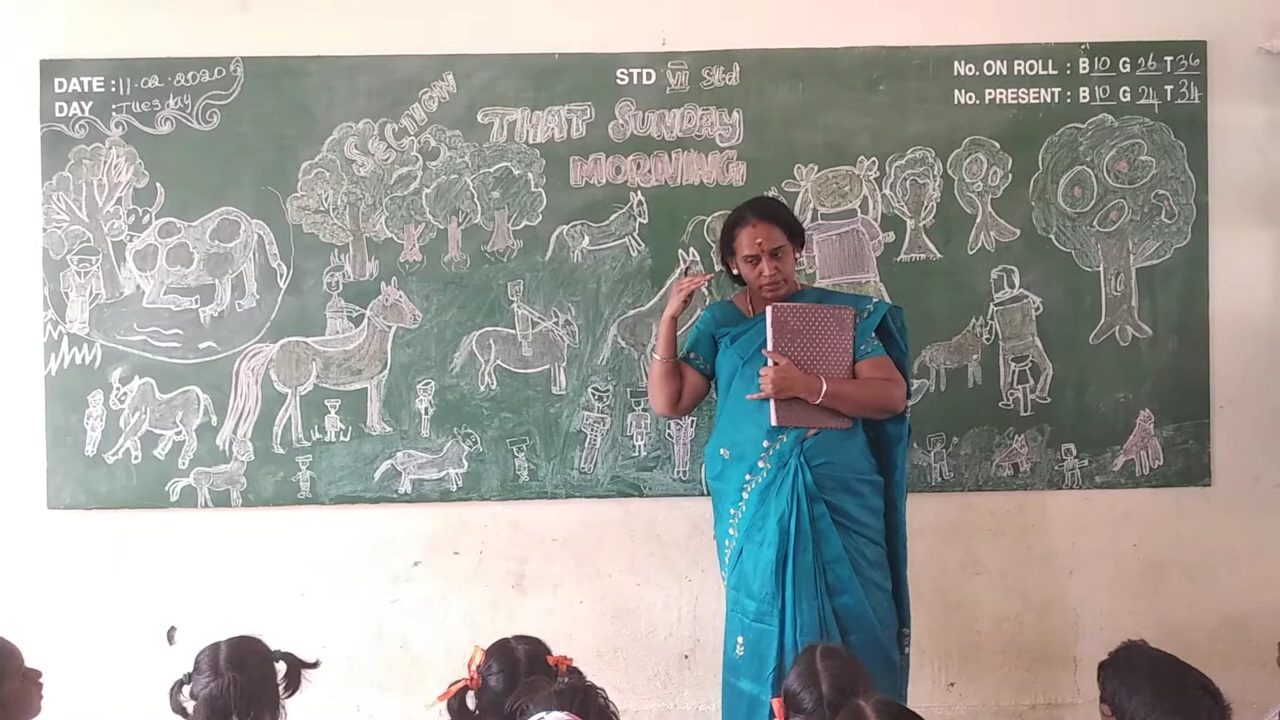 DATE : 11-02-2020
DAY : Tuesday
STD VI Std
No. ON ROLL : B 10 G 26 T 36
No. PRESENT : B 10 G 24 T 34
SECTION
THAT SUNDAY
MORNING